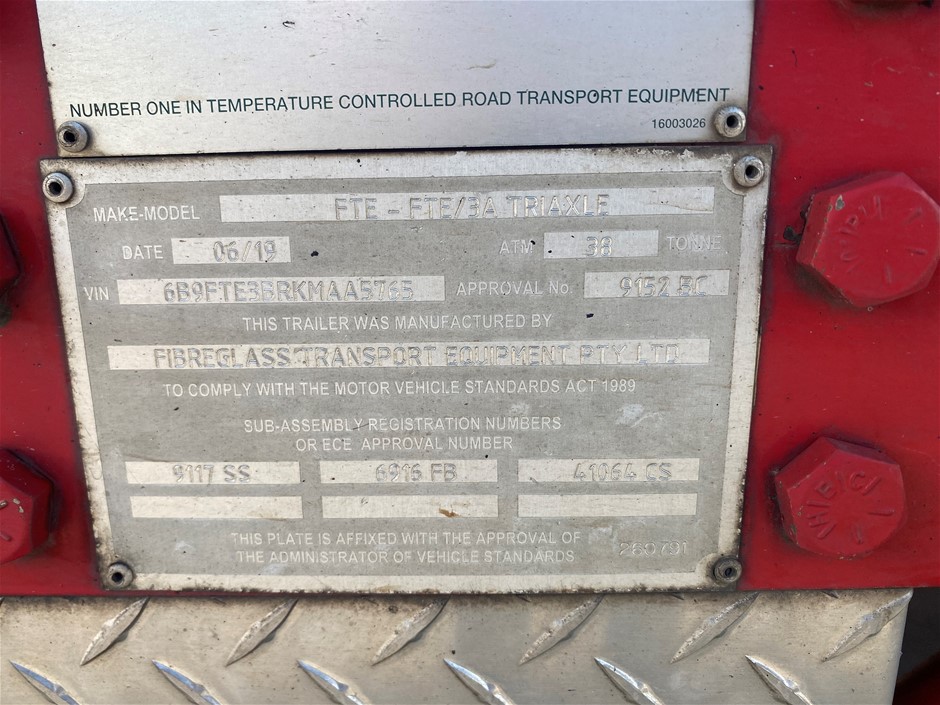 NUMBER ONE IN TEMPERATURE CONTROLLED ROAD TRANSPORT EQUIPMENT
16003026
MAKE-MODEL FTE - FTE/3A TRIAXLE
DATE 06/19 ATM 38 TONNE
VIN 6B9FTE3BRKMAA5765 APPROVAL No. 9152 BC
THIS TRAILER WAS MANUFACTURED BY
FIBREGLASS TRANSPORT EQUIPMENT PTY LTD
TO COMPLY WITH THE MOTOR VEHICLE STANDARDS ACT 1989
SUB-ASSEMBLY REGISTRATION NUMBERS
OR ECE APPROVAL NUMBER
9117 SS 6916 FB 41064 CS
THIS PLATE IS AFFIXED WITH THE APPROVAL OF
THE ADMINISTRATOR OF VEHICLE STANDARDS 260791